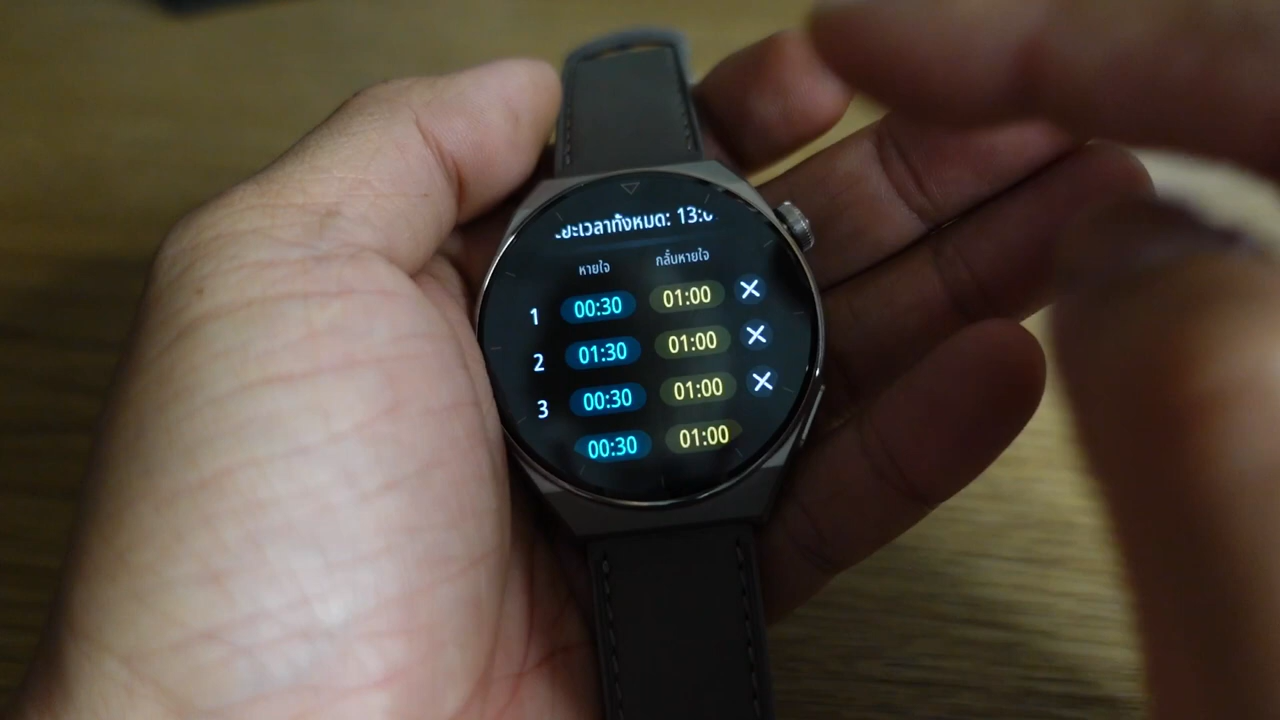 ระยะเวลาทั้งหมด: 13:0
หายใจ กลั้นหายใจ
1 00:30 01:00
2 01:30 01:00
3 00:30 01:00
00:30 01:00